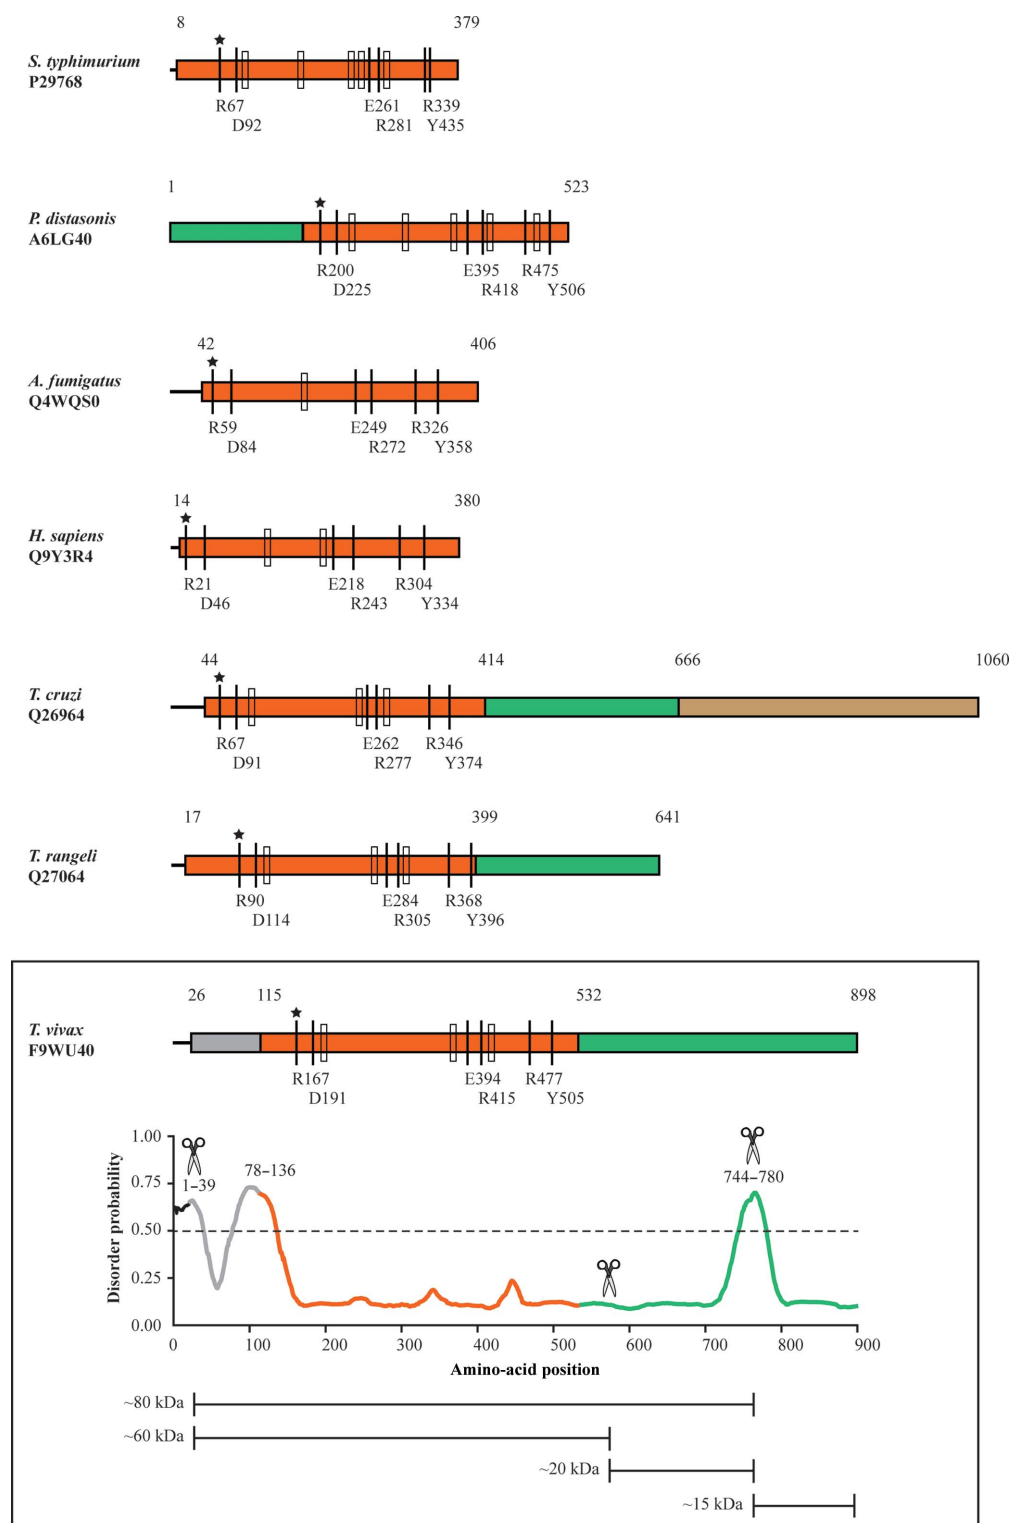 8 379
S. typhimurium
P29768
R67 E261 R339
D92 R281 Y435
1 523
P. distasonis
A6LG40
R200 E395 R475
D225 R418 Y506
42 406
A. fumigatus
Q4WQS0
R59 E249 R326
D84 R272 Y358
14 380
H. sapiens
Q9Y3R4
R21 E218 R304
D46 R243 Y334
44 414 666 1060
T. cruzi
Q26964
R67 E262 R346
D91 R277 Y374
17 399 641
T. rangeli
Q27064
R90 E284 R368
D114 R305 Y396
26 115 532 898
T. vivax
F9WU40
R167 E394 R477
D191 R415 Y505
Disorder probability
1.00
0.75
0.50
0.25
0.00
1–39
78–136
744–780
0 100 200 300 400 500 600 700 800 900
Amino-acid position
~80 kDa
~60 kDa
~20 kDa
~15 kDa